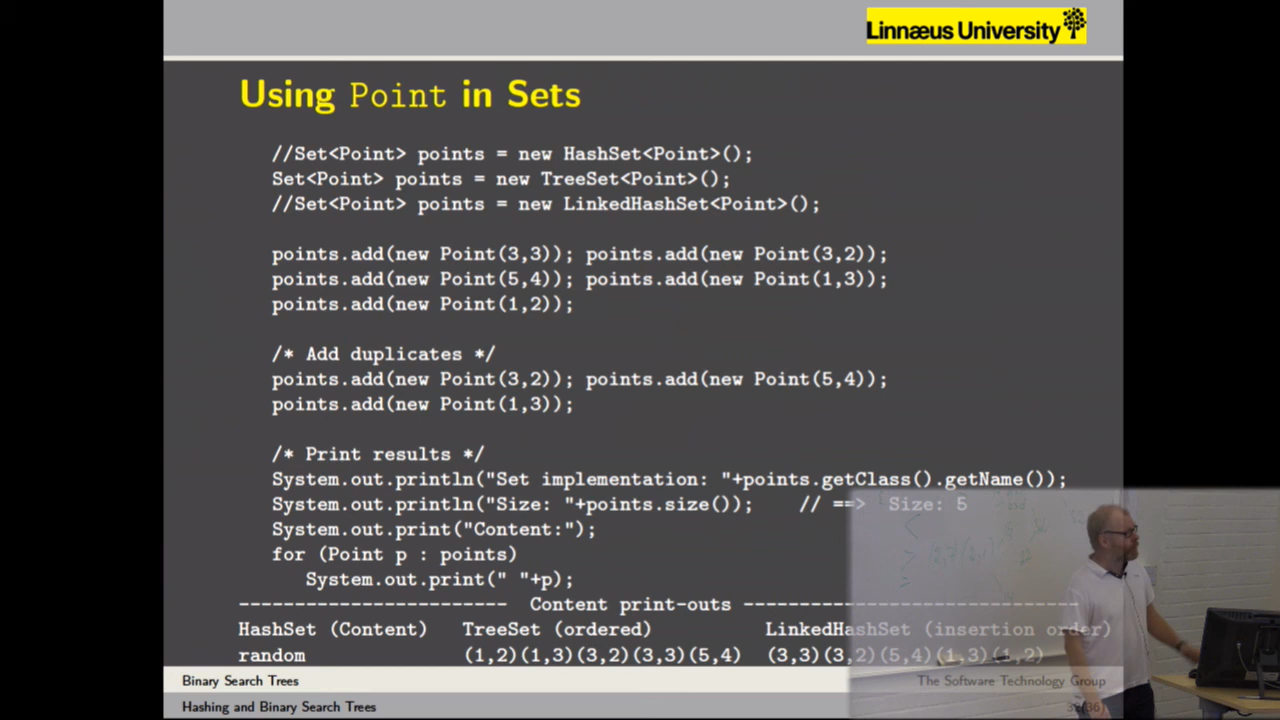 Linnæus University
Using Point in Sets
//Set<Point> points = new HashSet<Point>();
Set<Point> points = new TreeSet<Point>();
//Set<Point> points = new LinkedHashSet<Point>();
points.add(new Point(3,3)); points.add(new Point(3,2));
points.add(new Point(5,4)); points.add(new Point(1,3));
points.add(new Point(1,2));
/* Add duplicates */
points.add(new Point(3,2)); points.add(new Point(5,4));
points.add(new Point(1,3));
/* Print results */
System.out.println("Set implementation: "+points.getClass().getName());
System.out.println("Size: "+points.size()); // ==> Size: 5
System.out.print("Content:");
for (Point p : points)
System.out.print(" "+p);
------------------------ Content print-outs ------------------------------
HashSet (Content) TreeSet (ordered) LinkedHashSet (insertion order)
random (1,2)(1,3)(3,2)(3,3)(5,4) (3,3)(3,2)(5,4)(1,3)(1,2)
Binary Search Trees The Software Technology Group
Hashing and Binary Search Trees